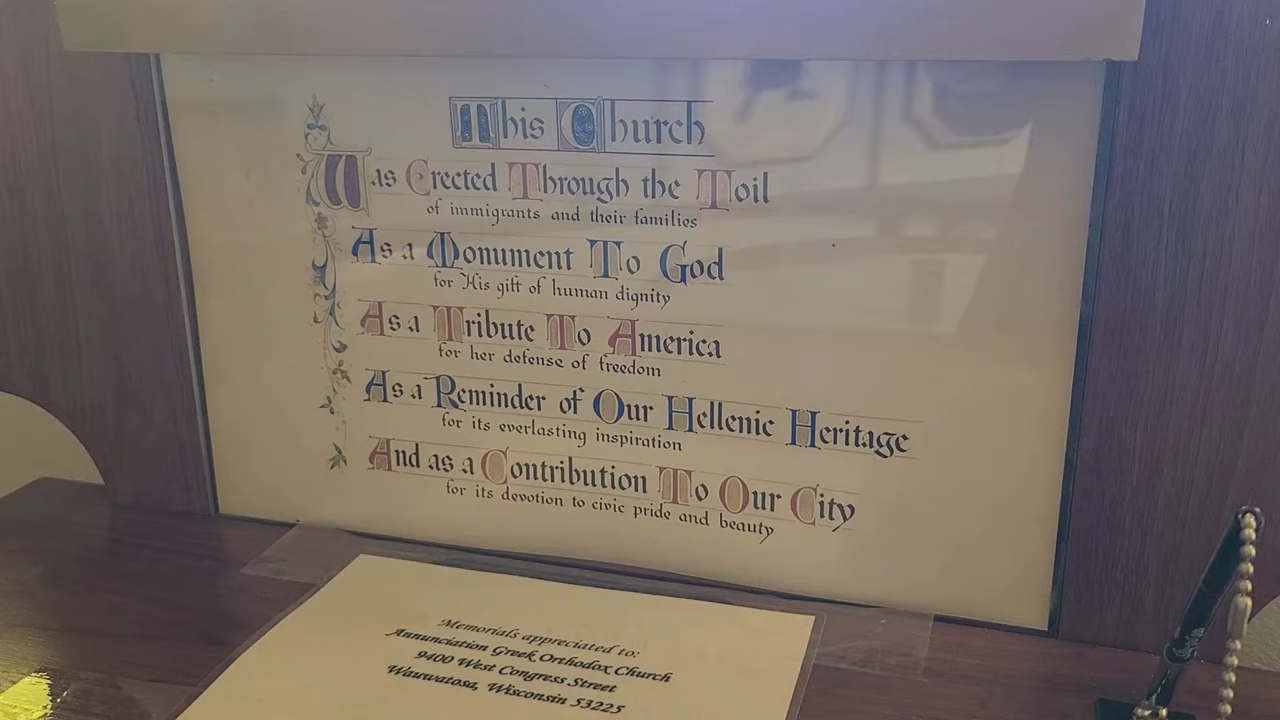 This Church
Was Erected Through the Toil
of immigrants and their families
As a Monument To God
for His gift of human dignity
As a Tribute To America
for her defense of freedom
As a Reminder of Our Hellenic Heritage
for its everlasting inspiration
And as a Contribution To Our City
for its devotion to civic pride and beauty
Memorials appreciated to:
Annunciation Greek Orthodox Church
9400 West Congress Street
Wauwatosa, Wisconsin 53225